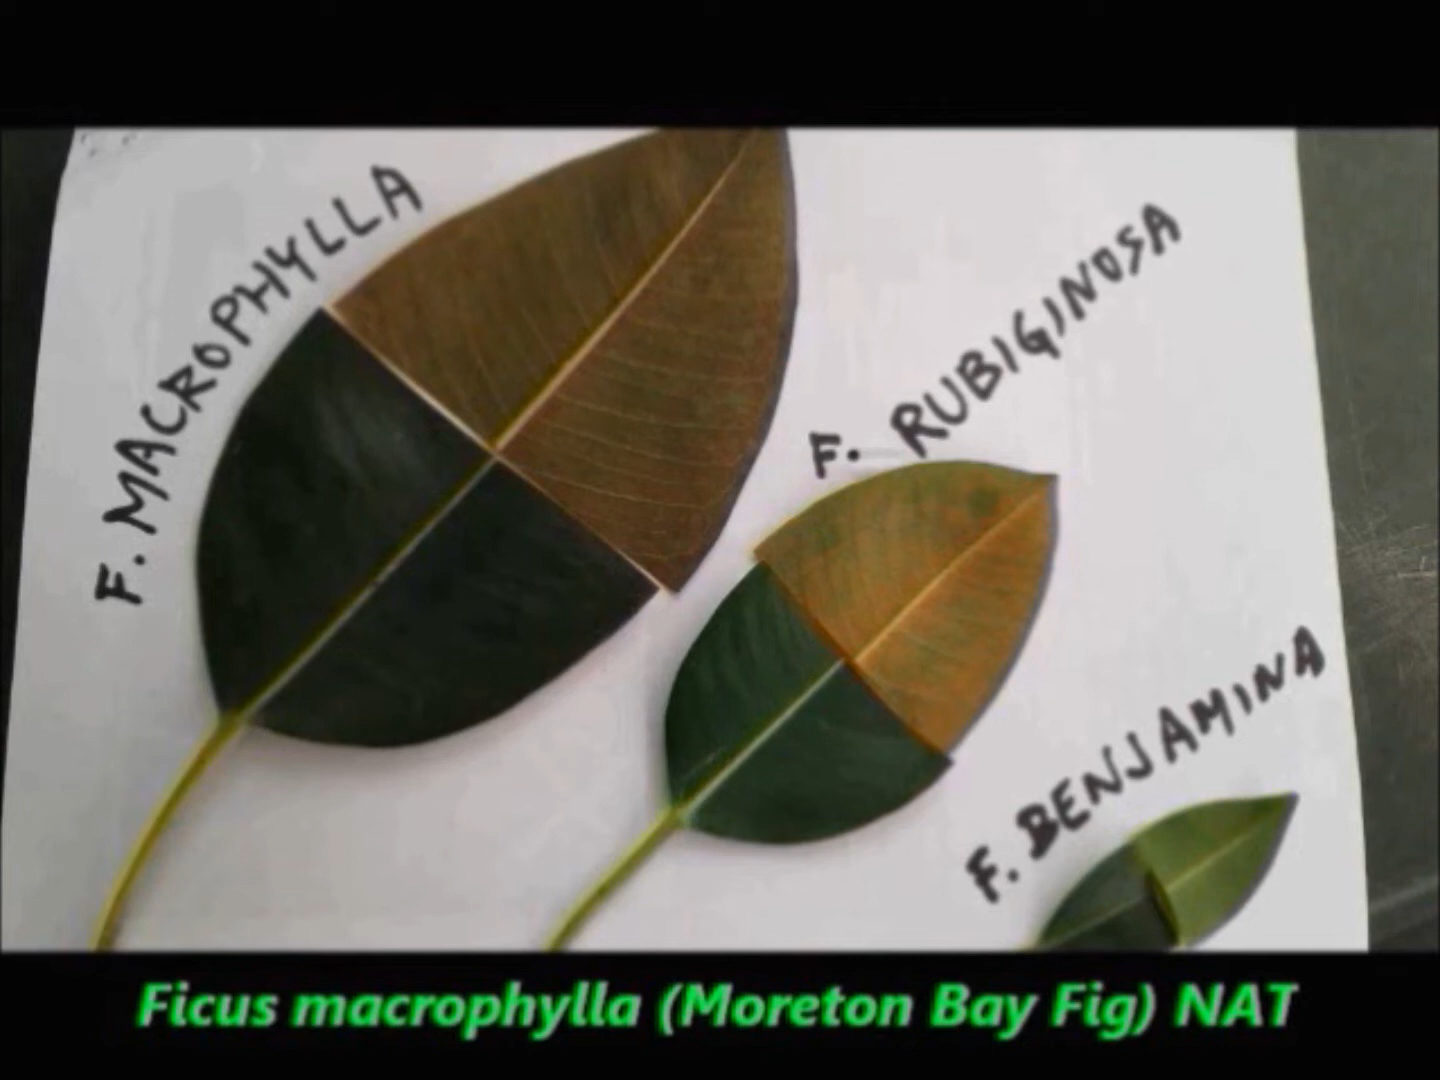 F. MACROPHYLLA
F. RUBIGINOSA
F. BENJAMINA
Ficus macrophylla (Moreton Bay Fig) NAT